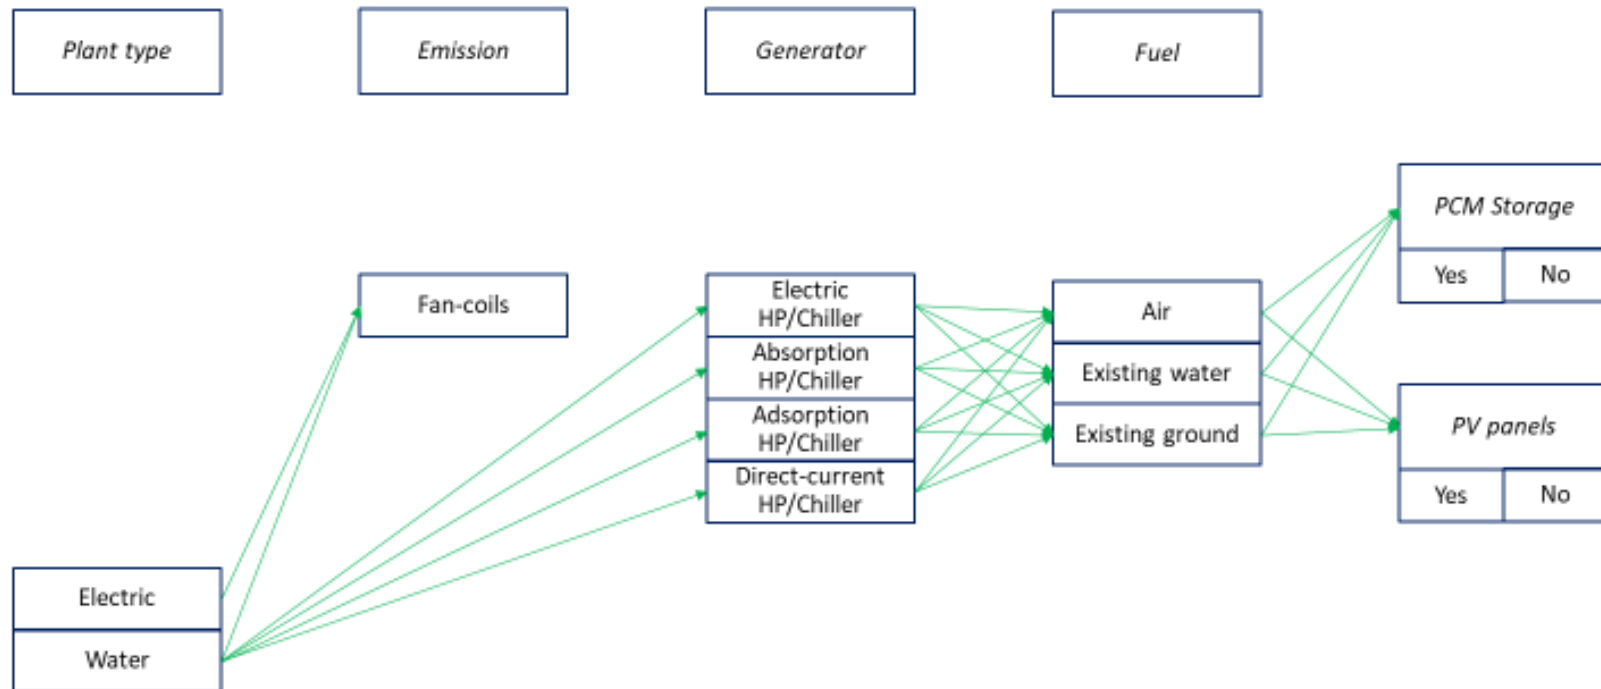 Plant type
Emission
Generator
Fuel
PCM Storage
Yes
No
Fan-coils
Electric
HP/Chiller
Absorption
HP/Chiller
Adsorption
HP/Chiller
Direct-current
HP/Chiller
Air
Existing water
Existing ground
PV panels
Yes
No
Electric
Water